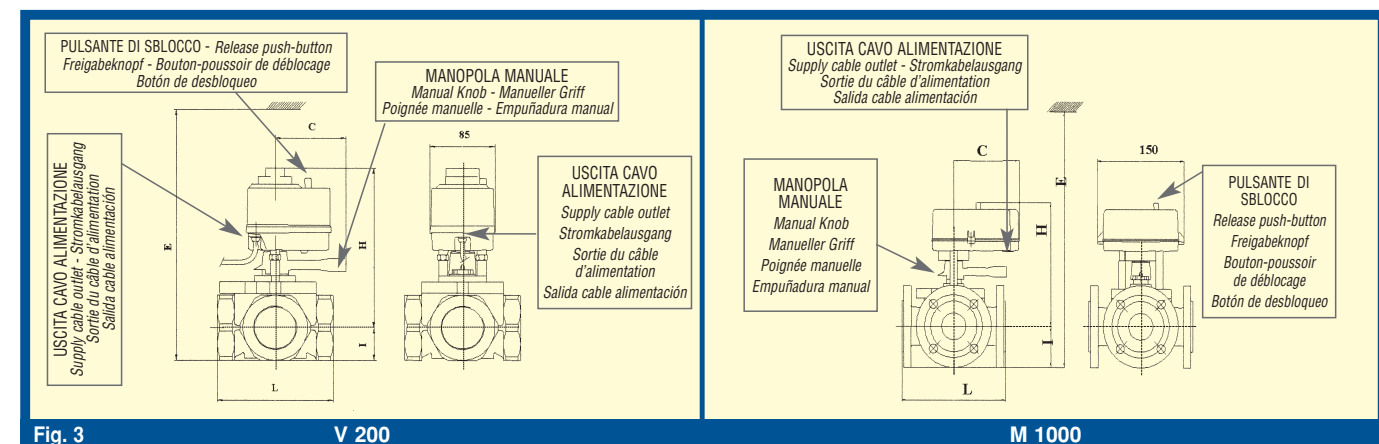 PULSANTE DI SBLOCCO - Release push-button
Freigabeknopf - Bouton-poussoir de déblocage
Botón de desbloqueo
MANOPOLA MANUALE
Manual Knob - Manueller Griff
Poignée manuelle - Empuñadura manual
C
85
E
H
I
L
USCITA CAVO ALIMENTAZIONE
Supply cable outlet - Stromkabelausgang
Sortie du câble d'alimentation
Salida cable alimentación
USCITA CAVO
ALIMENTAZIONE
Supply cable outlet
Stromkabelausgang
Sortie du câble
d'alimentation
Salida cable alimentación
USCITA CAVO ALIMENTAZIONE
Supply cable outlet - Stromkabelausgang
Sortie du câble d'alimentation
Salida cable alimentación
C
150
E
H
I
L
MANOPOLA
MANUALE
Manual Knob
Manueller Griff
Poignée manuelle
Empuñadura manual
PULSANTE DI
SBLOCCO
Release push-button
Freigabeknopf
Bouton-poussoir
de déblocage
Botón de desbloqueo
Fig. 3 V 200 M 1000